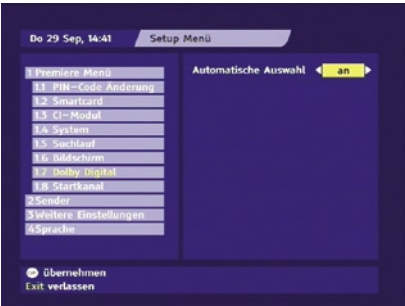 Do 29 Sep, 14:41 Setup Menü
1 Premiere Menü
1.1 PIN-Code Änderung
1.2 Smartcard
1.3 CI-Modul
1.4 System
1.5 Suchlauf
1.6 Bildschirm
1.7 Dolby Digital
1.8 Startkanal
2 Sender
3 Weitere Einstellungen
4 Sprache
Automatische Auswahl an
OK übernehmen
Exit verlassen